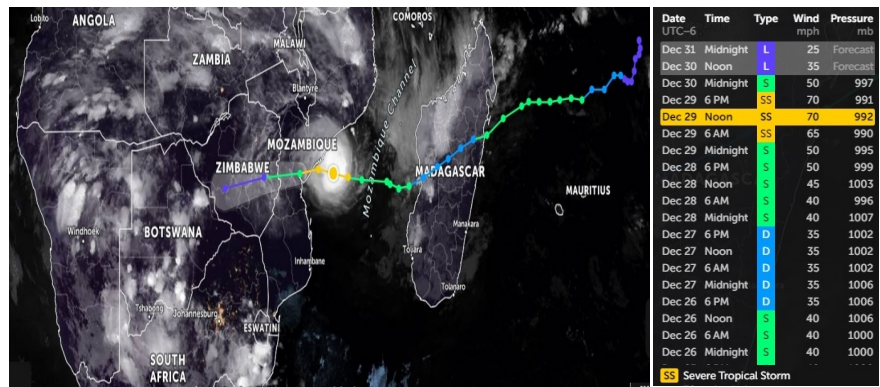 Lobito
ANGOLA
COMOROS
MALAWI
ZAMBIA
Blantyre
Mozambique Channel
MOZAMBIQUE
ZIMBABWE
MADAGASCAR
MAURITIUS
Windhoek
BOTSWANA
Manakara
Inhambane
Toliara
Tolanaro
Tshabong
Johannesburg
ESWATINI
SOUTH
AFRICA
Date Time Type Wind Pressure
UTC-6 mph mb
Dec 31 Midnight L 25 Forecast
Dec 30 Noon L 35 Forecast
Dec 30 Midnight S 50 997
Dec 29 6 PM SS 70 991
Dec 29 Noon SS 70 992
Dec 29 6 AM SS 65 990
Dec 29 Midnight S 50 995
Dec 28 6 PM S 50 999
Dec 28 Noon S 45 1003
Dec 28 6 AM S 40 996
Dec 28 Midnight S 40 1007
Dec 27 6 PM D 35 1002
Dec 27 Noon D 35 1002
Dec 27 6 AM D 35 1002
Dec 27 Midnight D 35 1006
Dec 26 6 PM D 35 1006
Dec 26 Noon S 40 1006
Dec 26 6 AM S 40 1000
Dec 26 Midnight S 40 1000
SS Severe Tropical Storm